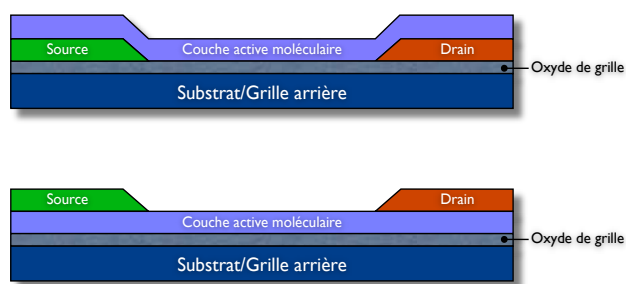 Source
Couche active moléculaire
Drain
Oxyde de grille
Substrat/Grille arrière
Source
Drain
Couche active moléculaire
Oxyde de grille
Substrat/Grille arrière